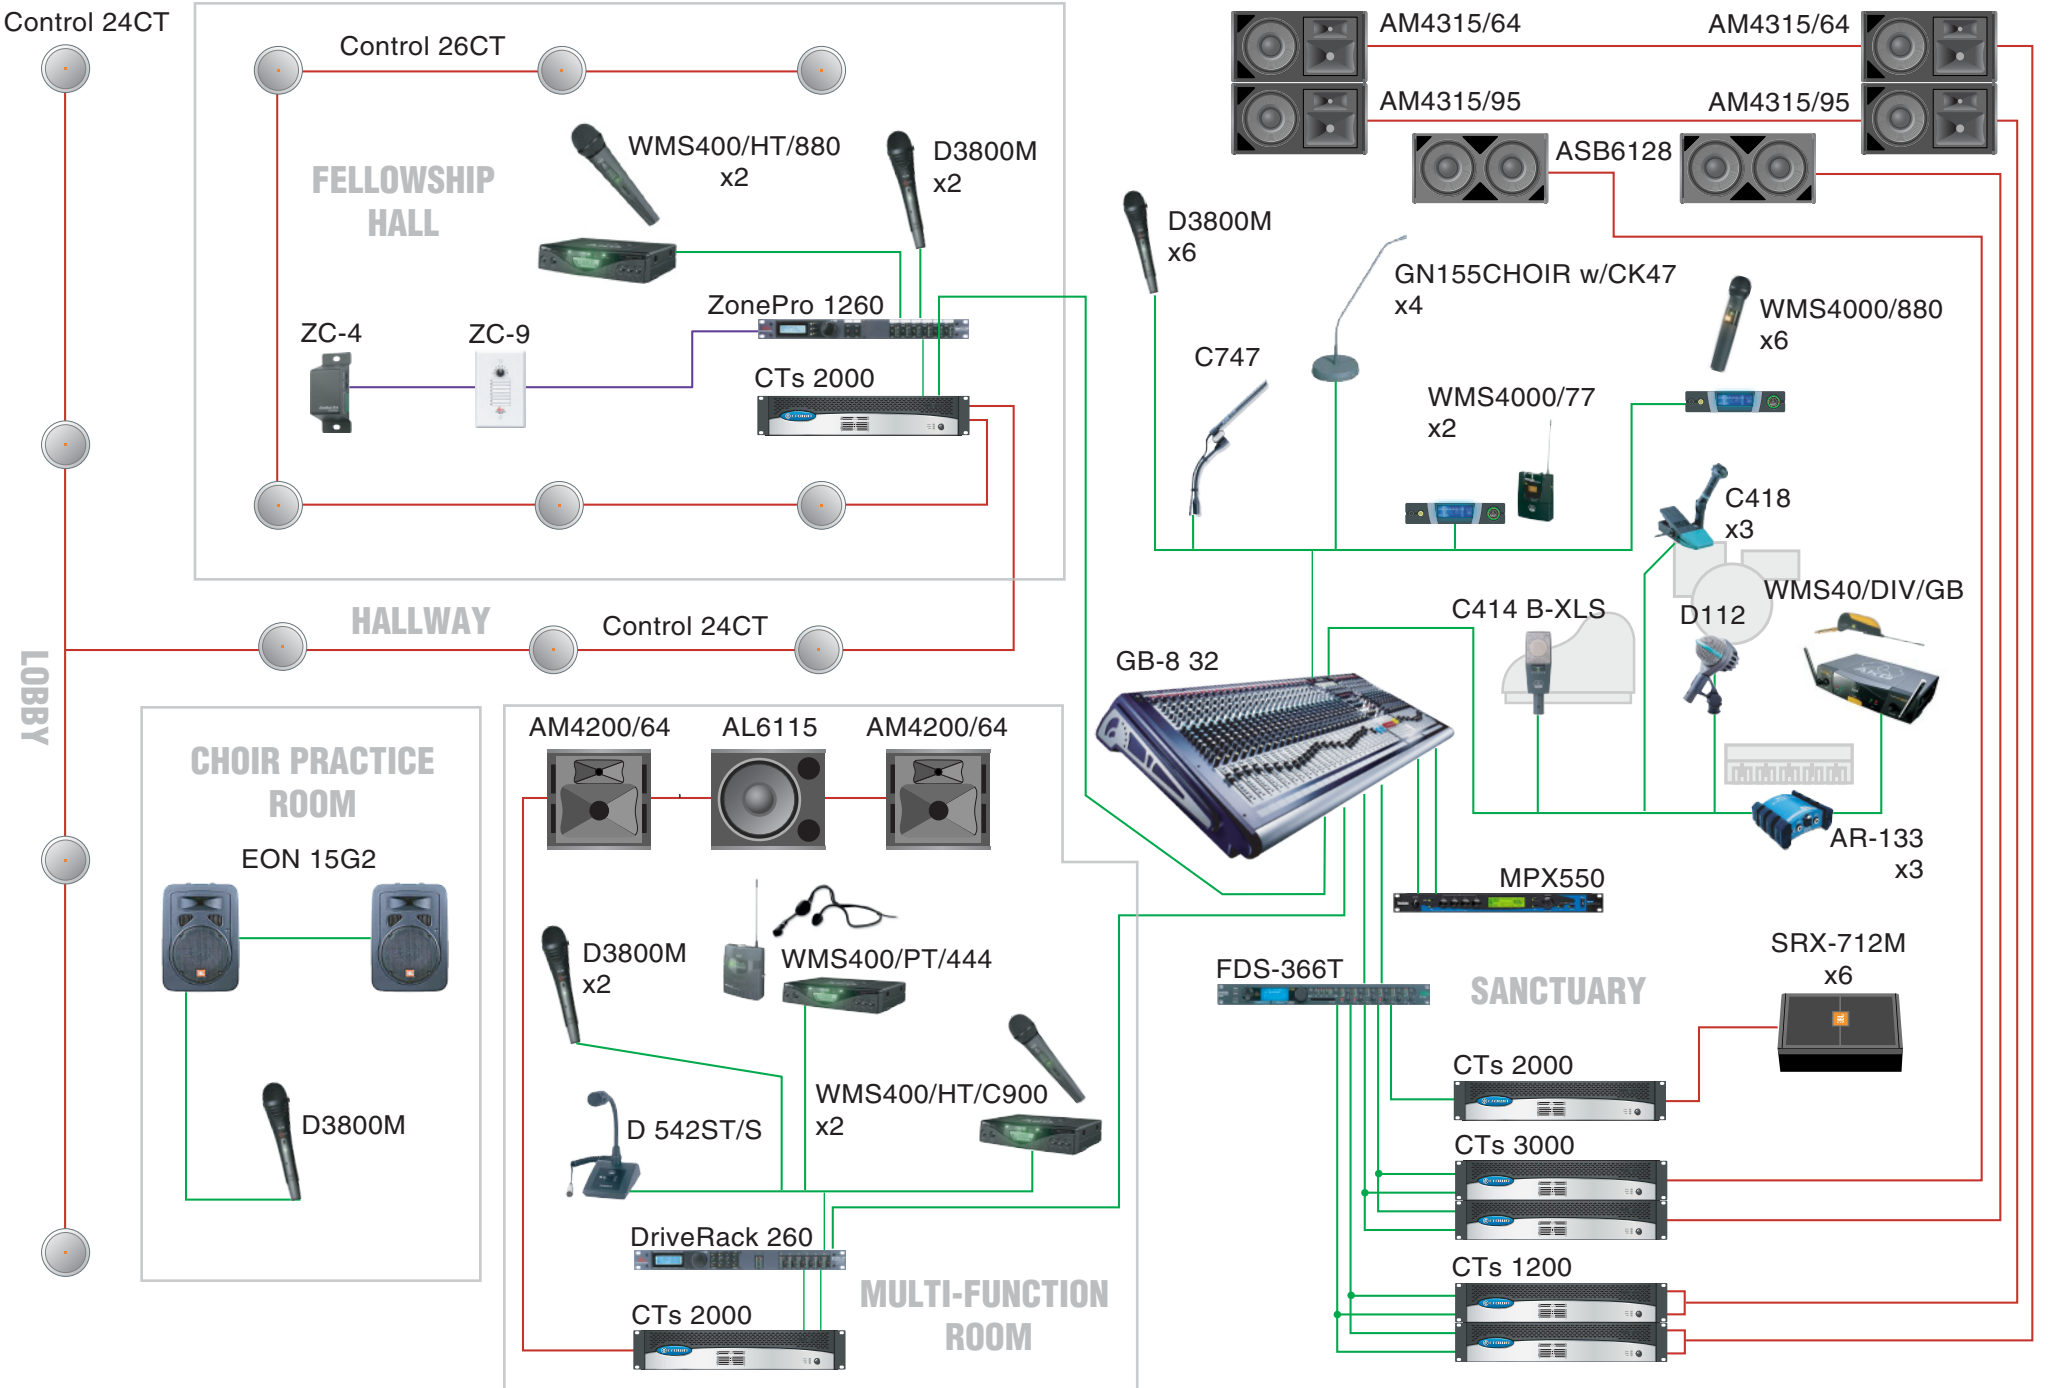 Control 24CT
Control 26CT
FELLOWSHIP
HALL
WMS400/HT/880
x2
D3800M
x2
ZonePro 1260
ZC-4
ZC-9
CTs 2000
HALLWAY
Control 24CT
LOBBY
CHOIR PRACTICE
ROOM
EON 15G2
D3800M
AM4200/64
AL6115
AM4200/64
D3800M
x2
WMS400/PT/444
WMS400/HT/C900
x2
D 542ST/S
DriveRack 260
CTs 2000
MULTI-FUNCTION
ROOM
AM4315/64
AM4315/64
AM4315/95
AM4315/95
ASB6128
D3800M
x6
GN155CHOIR w/CK47
x4
WMS4000/880
x6
C747
WMS4000/77
x2
C418
x3
C414 B-XLS
D112
WMS40/DIV/GB
GB-8 32
AR-133
x3
MPX550
FDS-366T
SANCTUARY
SRX-712M
x6
CTs 2000
CTs 3000
CTs 1200